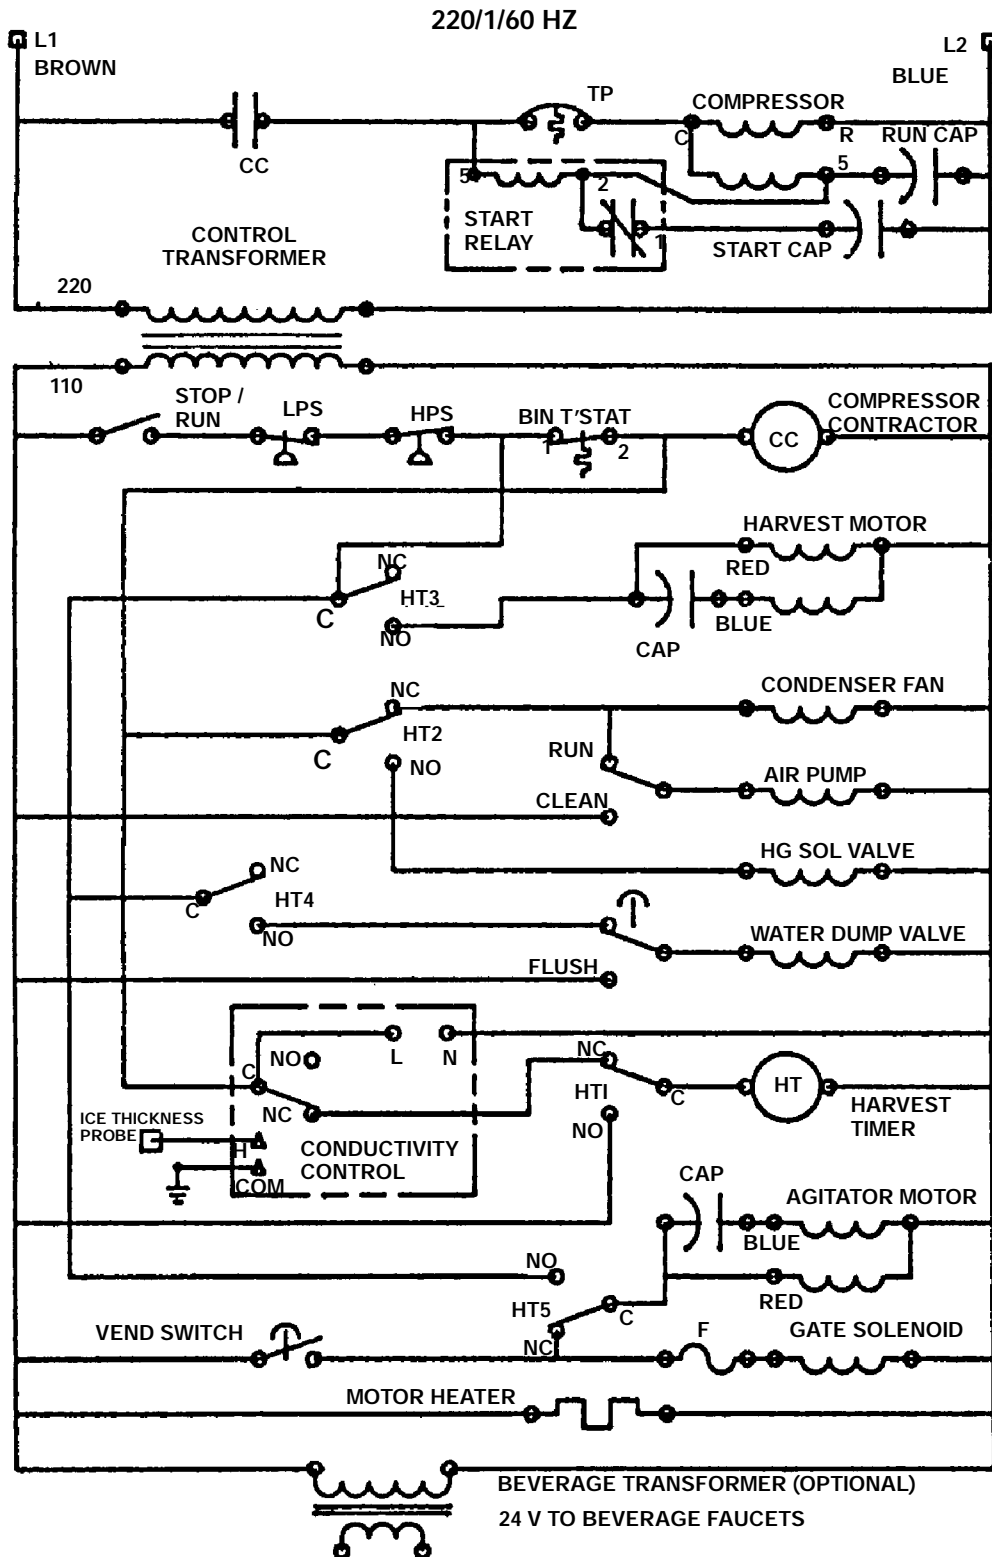 220/1/60 HZ
L1
BROWN
L2
BLUE
TP
COMPRESSOR
CC
C
R
RUN CAP
5
2
5
START
RELAY
1
START CAP
CONTROL
TRANSFORMER
220
110
STOP /
RUN
LPS
HPS
BIN T'STAT
1
2
CC
COMPRESSOR
CONTRACTOR
HARVEST MOTOR
RED
NC
HT3
C
NO
BLUE
CAP
NC
CONDENSER FAN
HT2
C
NO
RUN
AIR PUMP
CLEAN
HG SOL VALVE
NC
HT4
C
NO
WATER DUMP VALVE
FLUSH
NO
L
N
C
NC
NC
HT1
C
NO
HT
HARVEST
TIMER
ICE THICKNESS
PROBE
H
COM
CONDUCTIVITY
CONTROL
CAP
AGITATOR MOTOR
BLUE
NO
RED
HT5
C
NC
VEND SWITCH
F
GATE SOLENOID
MOTOR HEATER
BEVERAGE TRANSFORMER (OPTIONAL)
24 V TO BEVERAGE FAUCETS